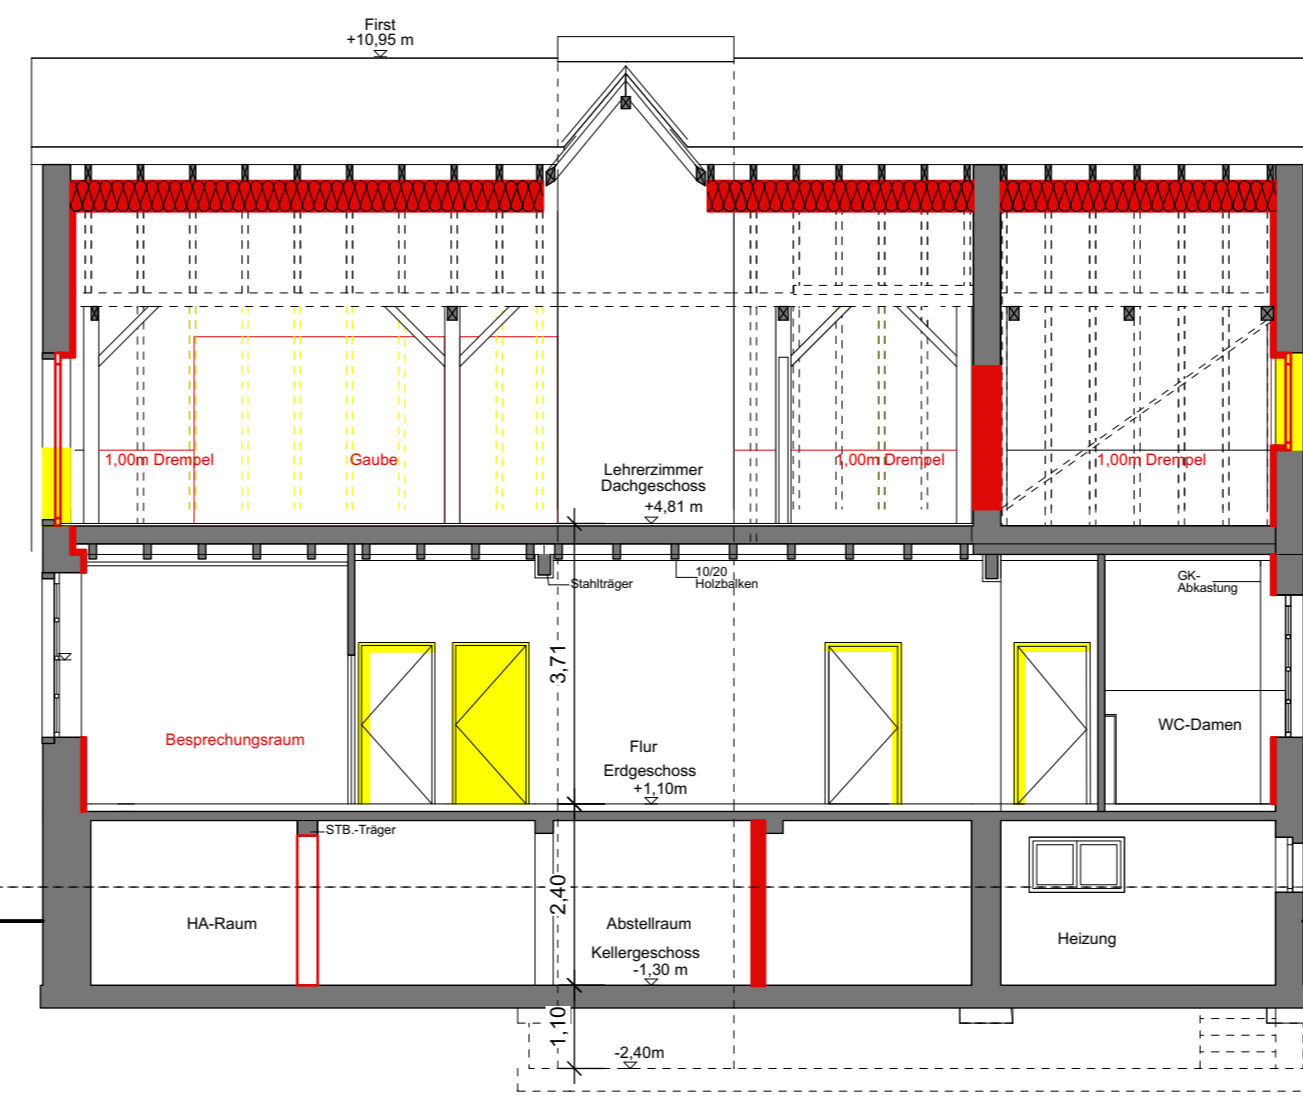 First
+10,95 m
1,00m Drempel
Gaube
Lehrerzimmer
Dachgeschoss
+4,81 m
1,00m Drempel
1,00m Drempel
Stahlträger
10/20
Holzbalken
GK-
Abkastung
3,71
Besprechungsraum
Flur
Erdgeschoss
+1,10m
WC-Damen
STB.-Träger
2,40
HA-Raum
Abstellraum
Kellergeschoss
-1,30 m
Heizung
1,10
-2,40m